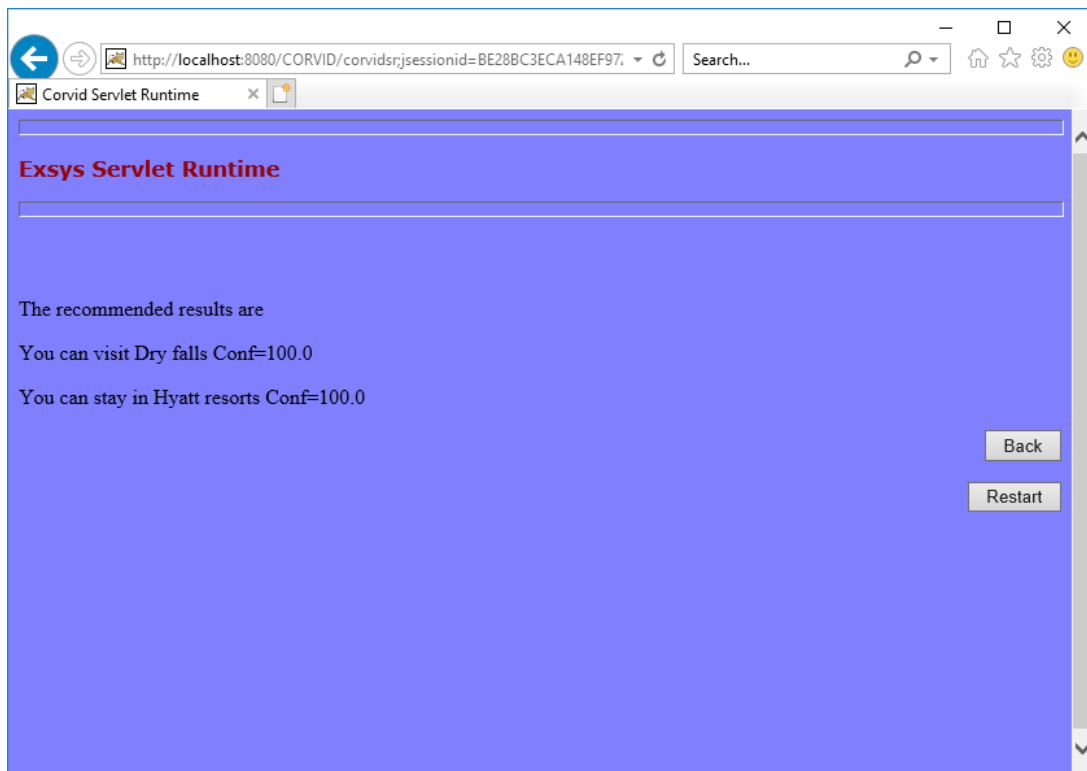 http://localhost:8080/CORVID/corvidsr;jsessionid=BE28BC3ECA148EF97
Search...
Corvid Servlet Runtime
Exsys Servlet Runtime
The recommended results are
You can visit Dry falls Conf=100.0
You can stay in Hyatt resorts Conf=100.0
Back
Restart